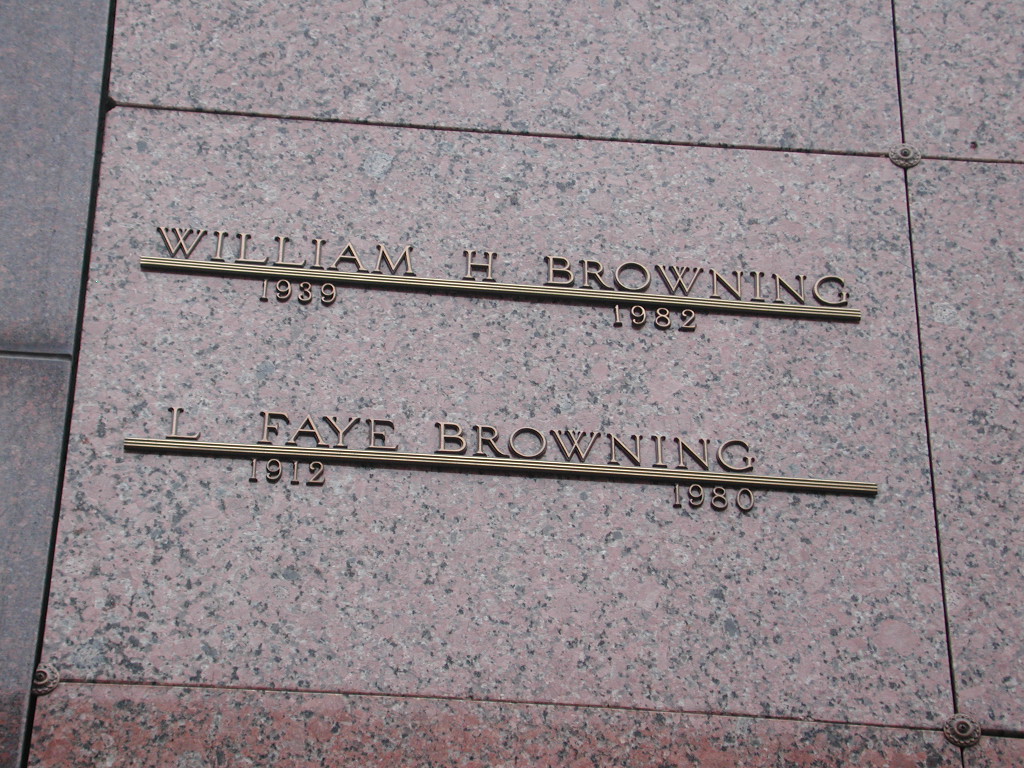 WILLIAM H BROWNING
1939 1982
L FAYE BROWNING
1912 1980